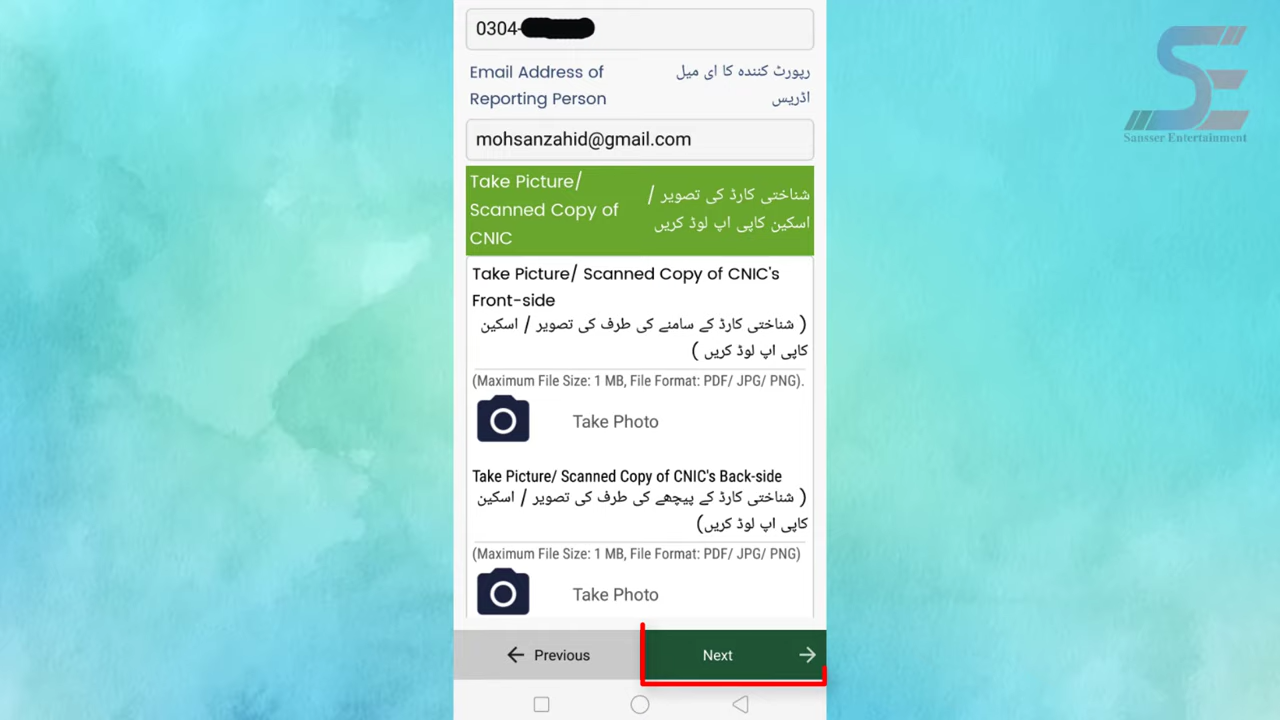 0304-
Email Address of
Reporting Person
رپورٹ کنندہ کا ای میل
اڈریس
mohsanzahid@gmail.com
Take Picture/
Scanned Copy of
CNIC
شناختی کارڈ کی تصویر /
اسکین کاپی اپ لوڈ کریں
Take Picture/ Scanned Copy of CNIC's
Front-side
( شناختی کارڈ کے سامنے کی طرف کی تصویر / اسکین
کاپی اپ لوڈ کریں )
(Maximum File Size: 1 MB, File Format: PDF/ JPG/ PNG).
Take Photo
Take Picture/ Scanned Copy of CNIC's Back-side
( شناختی کارڈ کے پیچھے کی طرف کی تصویر / اسکین
کاپی اپ لوڈ کریں)
(Maximum File Size: 1 MB, File Format: PDF/ JPG/ PNG)
Take Photo
Previous
Next
SE
Sansser Entertainment